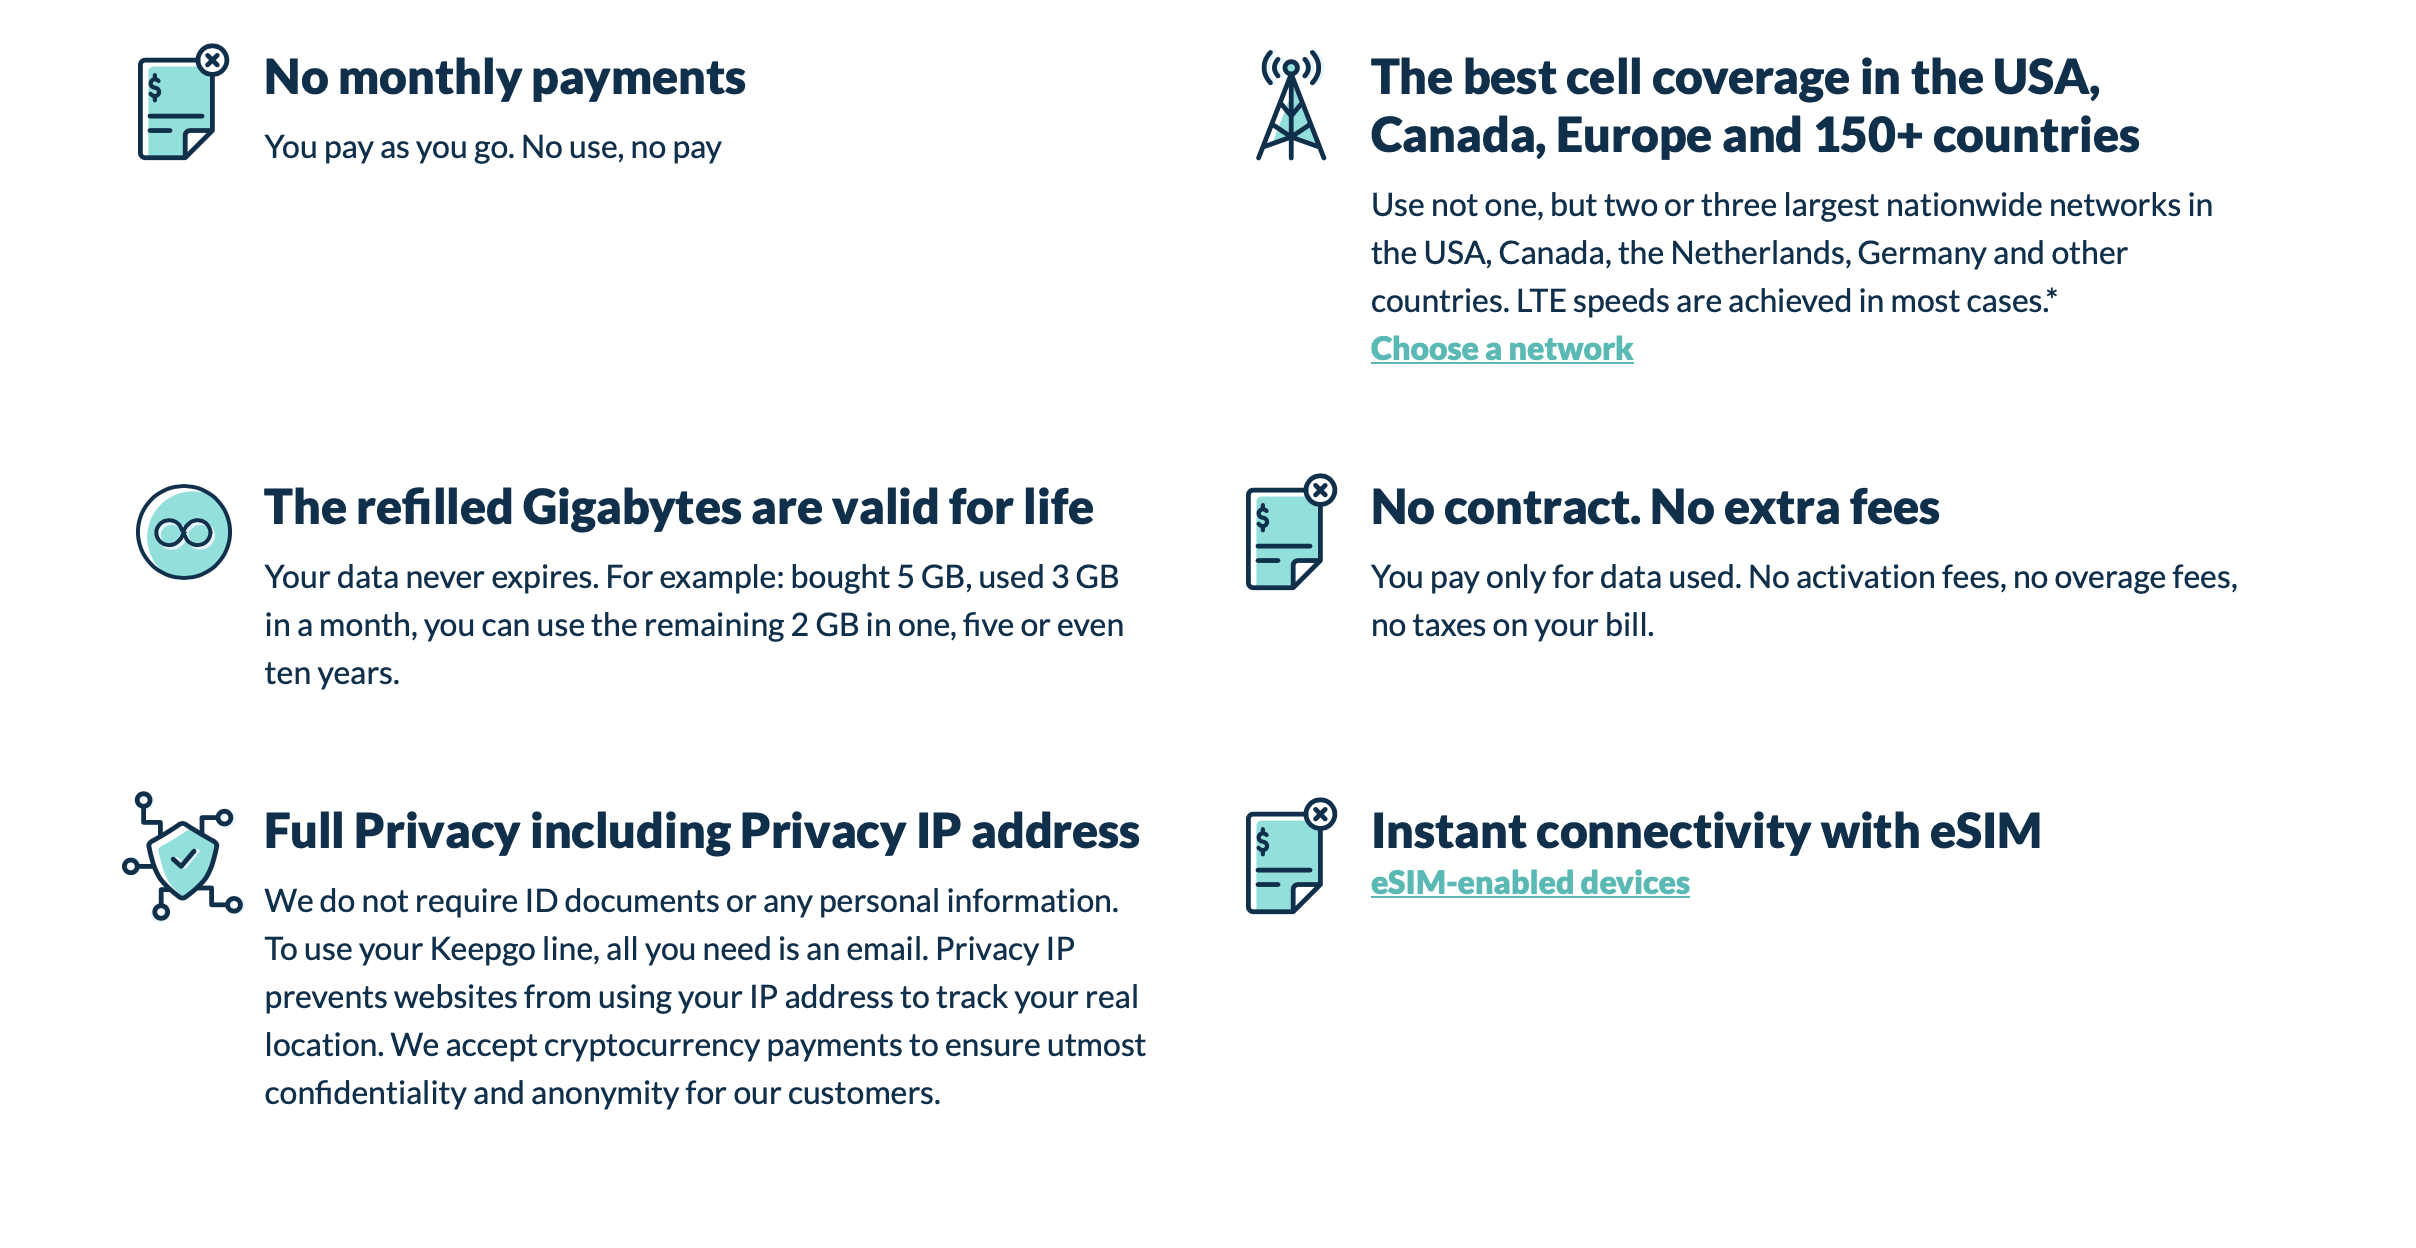 No monthly payments
You pay as you go. No use, no pay
The best cell coverage in the USA,
Canada, Europe and 150+ countries
Use not one, but two or three largest nationwide networks in
the USA, Canada, the Netherlands, Germany and other
countries. LTE speeds are achieved in most cases.*
Choose a network
The refilled Gigabytes are valid for life
Your data never expires. For example: bought 5 GB, used 3 GB
in a month, you can use the remaining 2 GB in one, five or even
ten years.
No contract. No extra fees
You pay only for data used. No activation fees, no overage fees,
no taxes on your bill.
Full Privacy including Privacy IP address
We do not require ID documents or any personal information.
To use your Keepgo line, all you need is an email. Privacy IP
prevents websites from using your IP address to track your real
location. We accept cryptocurrency payments to ensure utmost
confidentiality and anonymity for our customers.
Instant connectivity with eSIM
eSIM-enabled devices